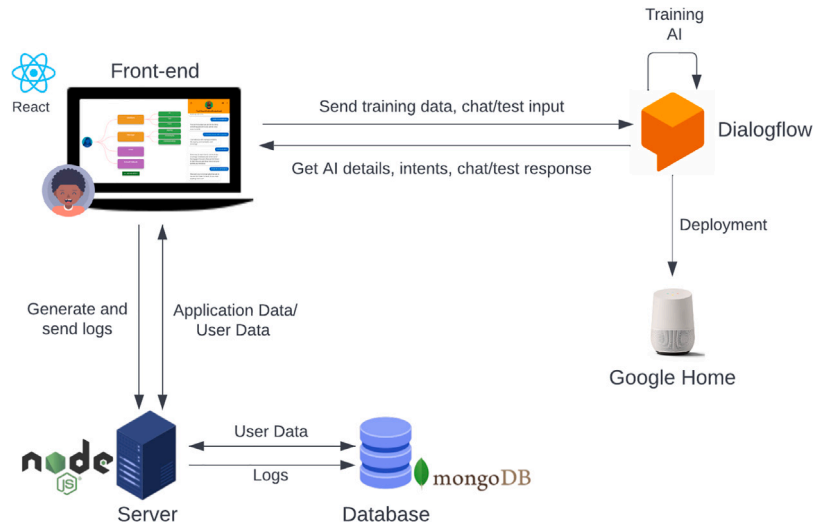 Training
AI
Front-end
React
Send training data, chat/test input
Dialogflow
Get AI details, intents, chat/test response
Deployment
Generate and
send logs
Application Data/
User Data
Google Home
node
JS
User Data
Logs
mongoDB
Server
Database